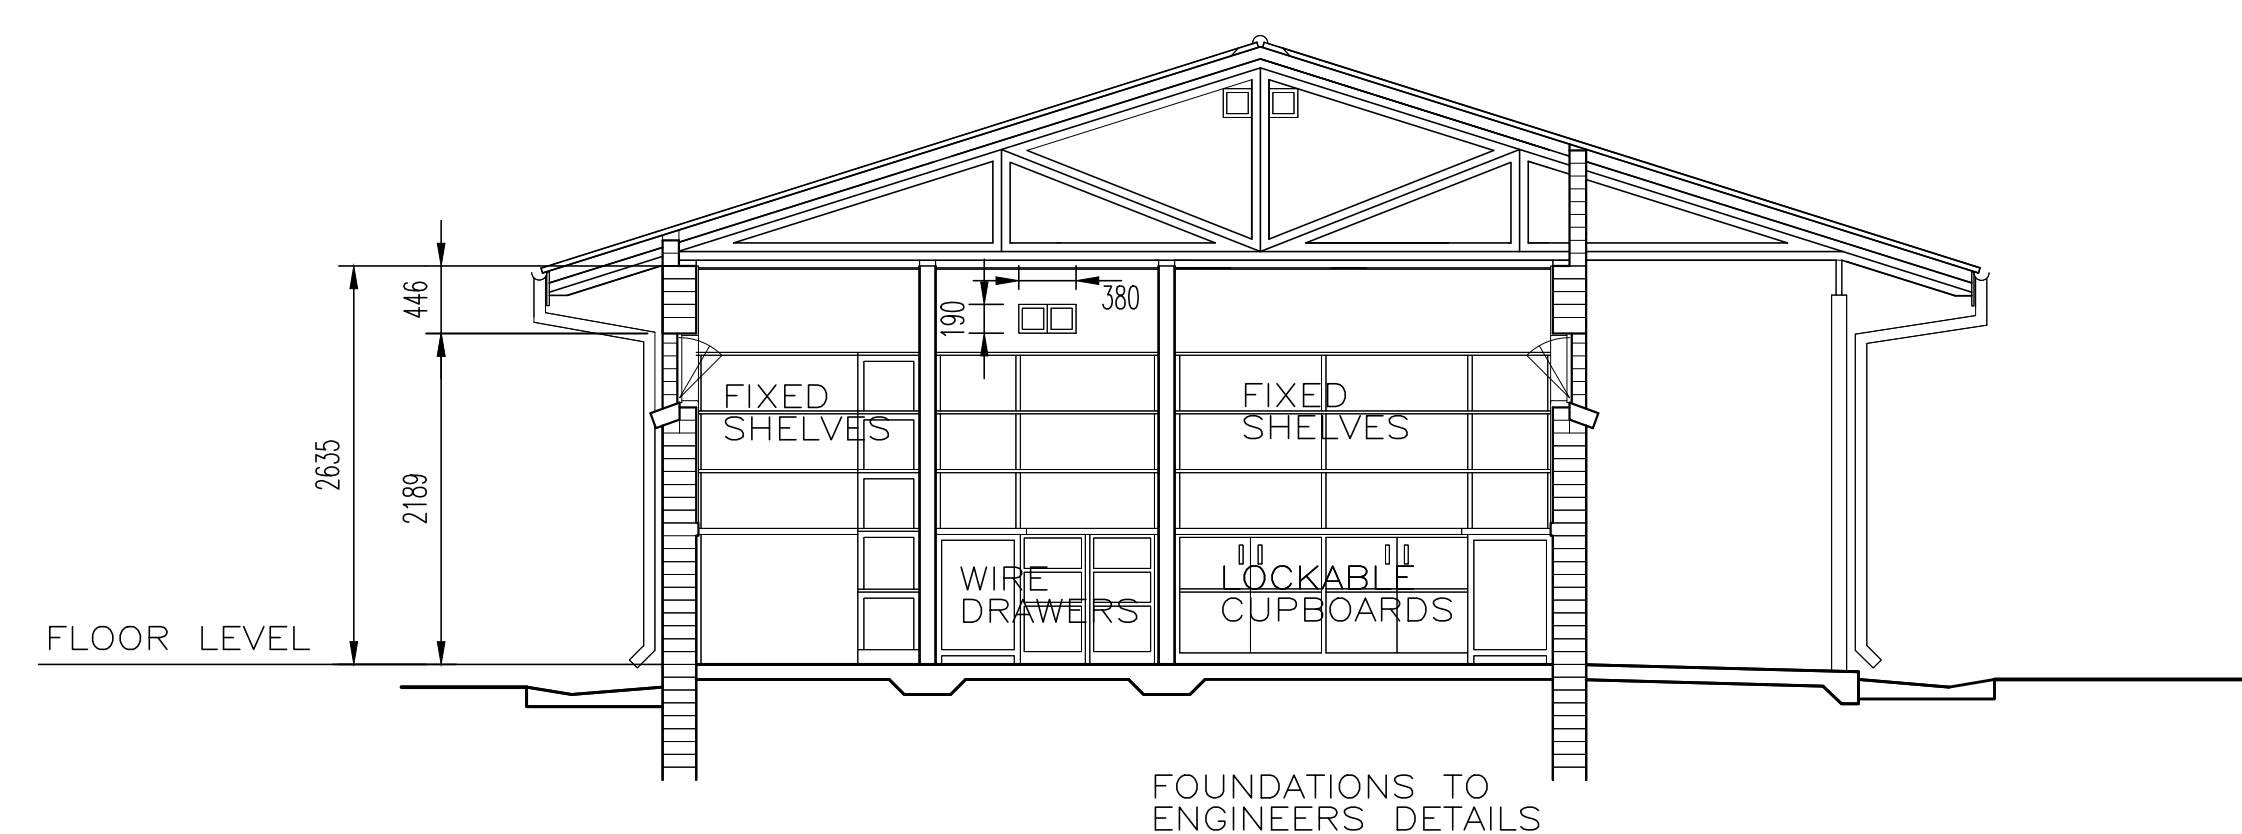 446
380
190
FIXED
SHELVES
FIXED
SHELVES
2635
2189
WIRE
DRAWERS
LOCKABLE
CUPBOARDS
FLOOR LEVEL
FOUNDATIONS TO
ENGINEERS DETAILS